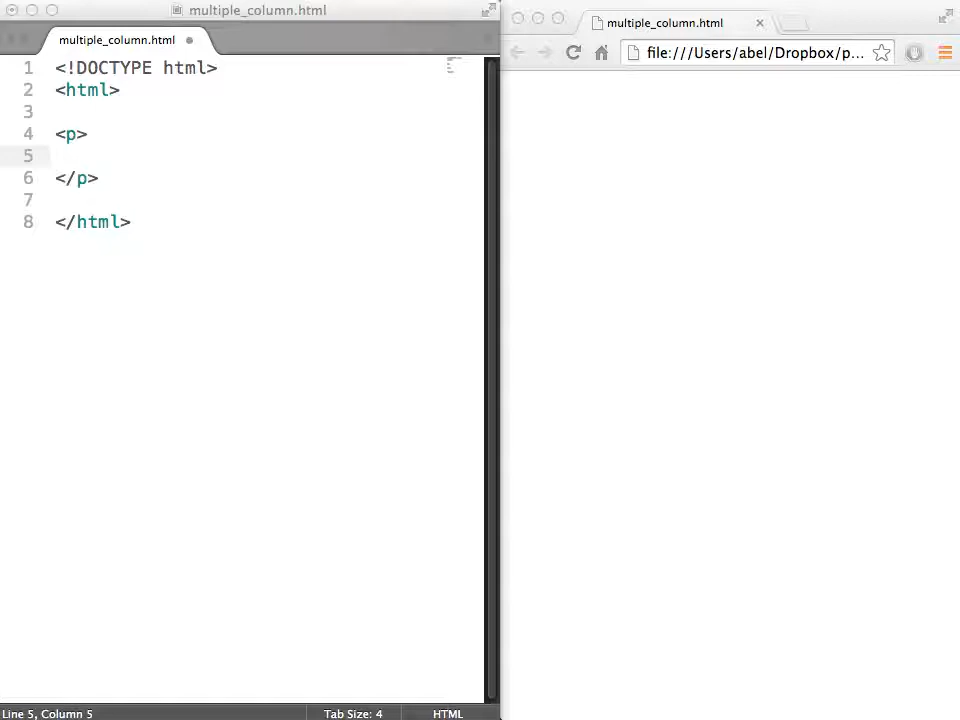 multiple_column.html
multiple_column.html
1 <!DOCTYPE html>
2 <html>
3
4 <p>
5
6 </p>
7
8 </html>
Line 5, Column 5
Tab Size: 4
HTML
multiple_column.html
file:///Users/abel/Dropbox/p...